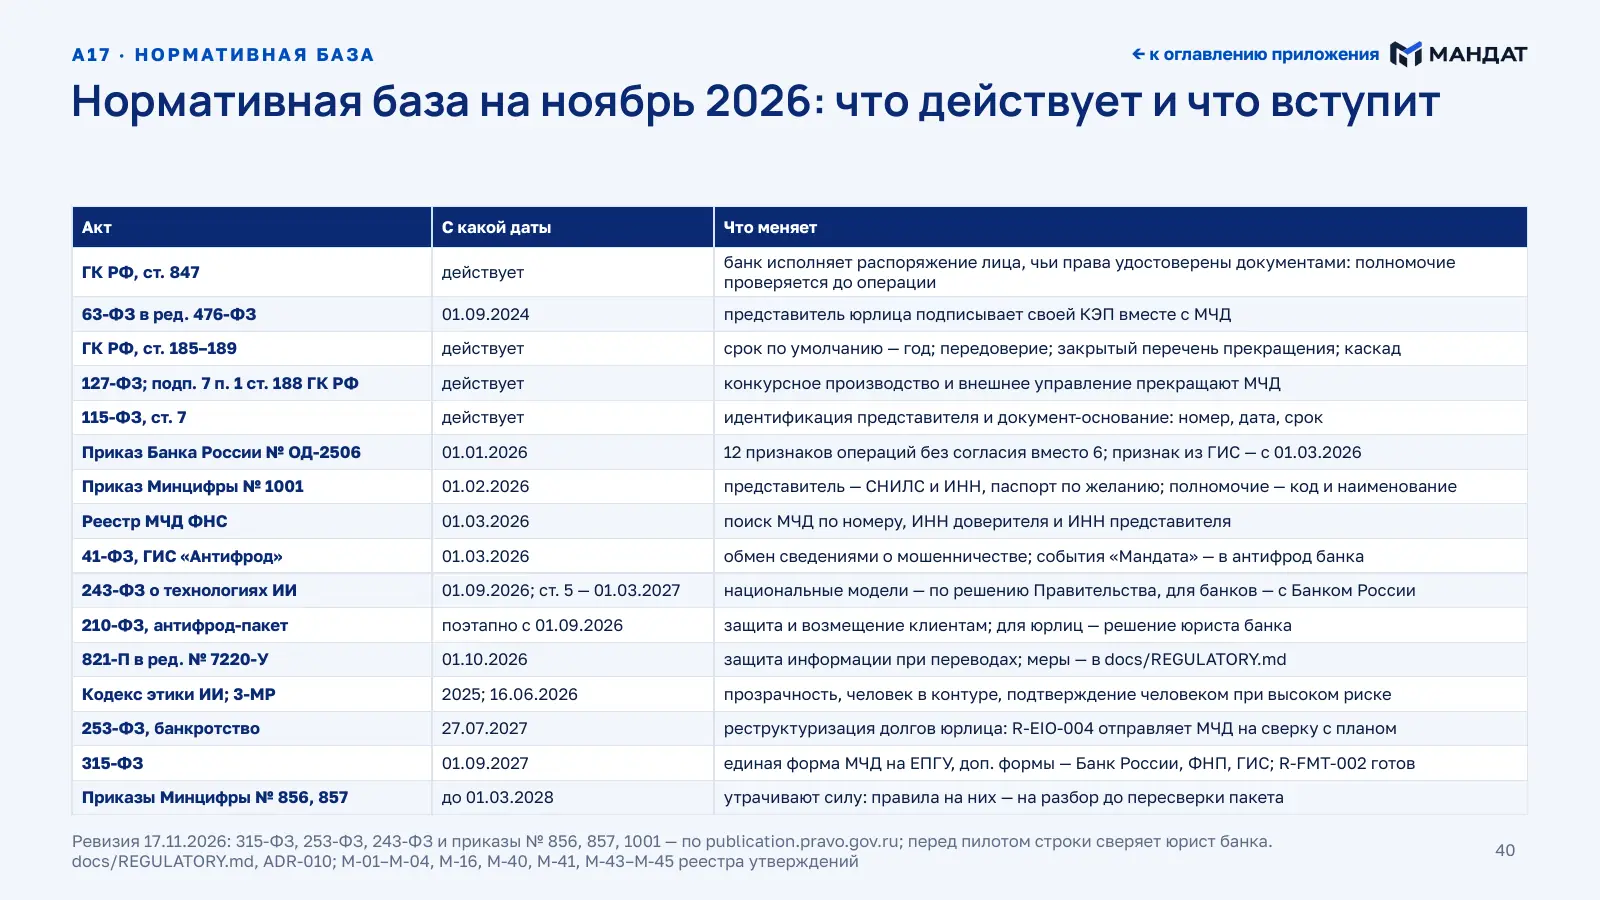 А17 · НОРМАТИВНАЯ БАЗА
← к оглавлению приложения МАНДАТ
Нормативная база на ноябрь 2026: что действует и что вступит
Акт С какой даты Что меняет
ГК РФ, ст. 847 действует банк исполняет распоряжение лица, чьи права удостоверены документами: полномочие
проверяется до операции
63-ФЗ в ред. 476-ФЗ 01.09.2024 представитель юрлица подписывает своей КЭП вместе с МЧД
ГК РФ, ст. 185–189 действует срок по умолчанию — год; передоверие; закрытый перечень прекращения; каскад
127-ФЗ; подп. 7 п. 1 ст. 188 ГК РФ действует конкурсное производство и внешнее управление прекращают МЧД
115-ФЗ, ст. 7 действует идентификация представителя и документ-основание: номер, дата, срок
Приказ Банка России № ОД-2506 01.01.2026 12 признаков операций без согласия вместо 6; признак из ГИС — с 01.03.2026
Приказ Минцифры № 1001 01.02.2026 представитель — СНИЛС и ИНН, паспорт по желанию; полномочие — код и наименование
Реестр МЧД ФНС 01.03.2026 поиск МЧД по номеру, ИНН доверителя и ИНН представителя
41-ФЗ, ГИС «Антифрод» 01.03.2026 обмен сведениями о мошенничестве; события «Мандата» — в антифрод банка
243-ФЗ о технологиях ИИ 01.09.2026; ст. 5 — 01.03.2027 национальные модели — по решению Правительства, для банков — с Банком России
210-ФЗ, антифрод-пакет поэтапно с 01.09.2026 защита и возмещение клиентам; для юрлиц — решение юриста банка
821-П в ред. № 7220-У 01.10.2026 защита информации при переводах; меры — в docs/REGULATORY.md
Кодекс этики ИИ; 3-МР 2025; 16.06.2026 прозрачность, человек в контуре, подтверждение человеком при высоком риске
253-ФЗ, банкротство 27.07.2027 реструктуризация долгов юрлица: R-EIO-004 отправляет МЧД на сверку с планом
315-ФЗ 01.09.2027 единая форма МЧД на ЕПГУ, доп. формы — Банк России, ФНП, ГИС; R-FMT-002 готов
Приказы Минцифры № 856, 857 до 01.03.2028 утрачивают силу: правила на них — на разбор до пересверки пакета
Ревизия 17.11.2026: 315-ФЗ, 253-ФЗ, 243-ФЗ и приказы № 856, 857, 1001 — по publication.pravo.gov.ru; перед пилотом строки сверяет юрист банка.
docs/REGULATORY.md, ADR-010; М-01–М-04, М-16, М-40, М-41, М-43–М-45 реестра утверждений
40